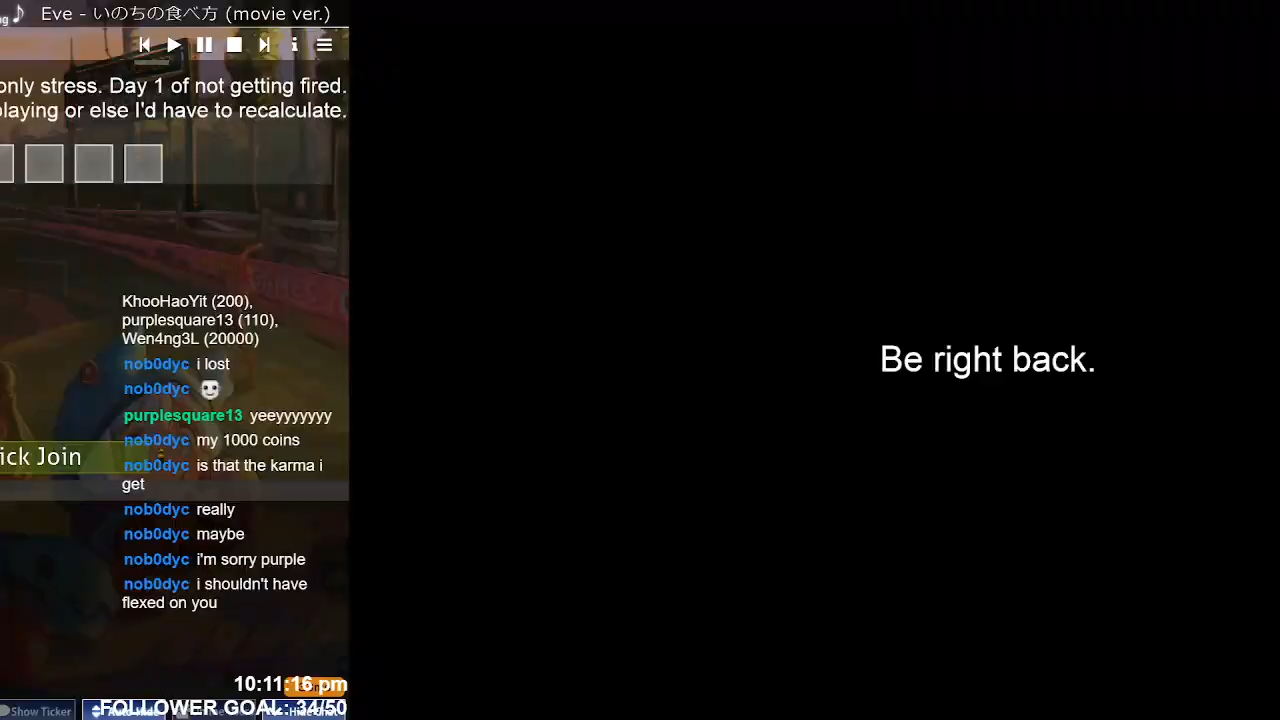 Eve - いのちの食べ方 (movie ver.)
only stress. Day 1 of not getting fired.
playing or else I'd have to recalculate.
KhooHaoYit (200),
purplesquare13 (110),
Wen4ng3L (20000)
nob0dyc i lost
nob0dyc
purplesquare13 yeeyyyyyyy
nob0dyc my 1000 coins
nob0dyc is that the karma i
get
nob0dyc really
nob0dyc maybe
nob0dyc i'm sorry purple
nob0dyc i shouldn't have
flexed on you
ick Join
Be right back.
10:11:16 pm
FOLLOWER GOAL: 34/50
Show Ticker